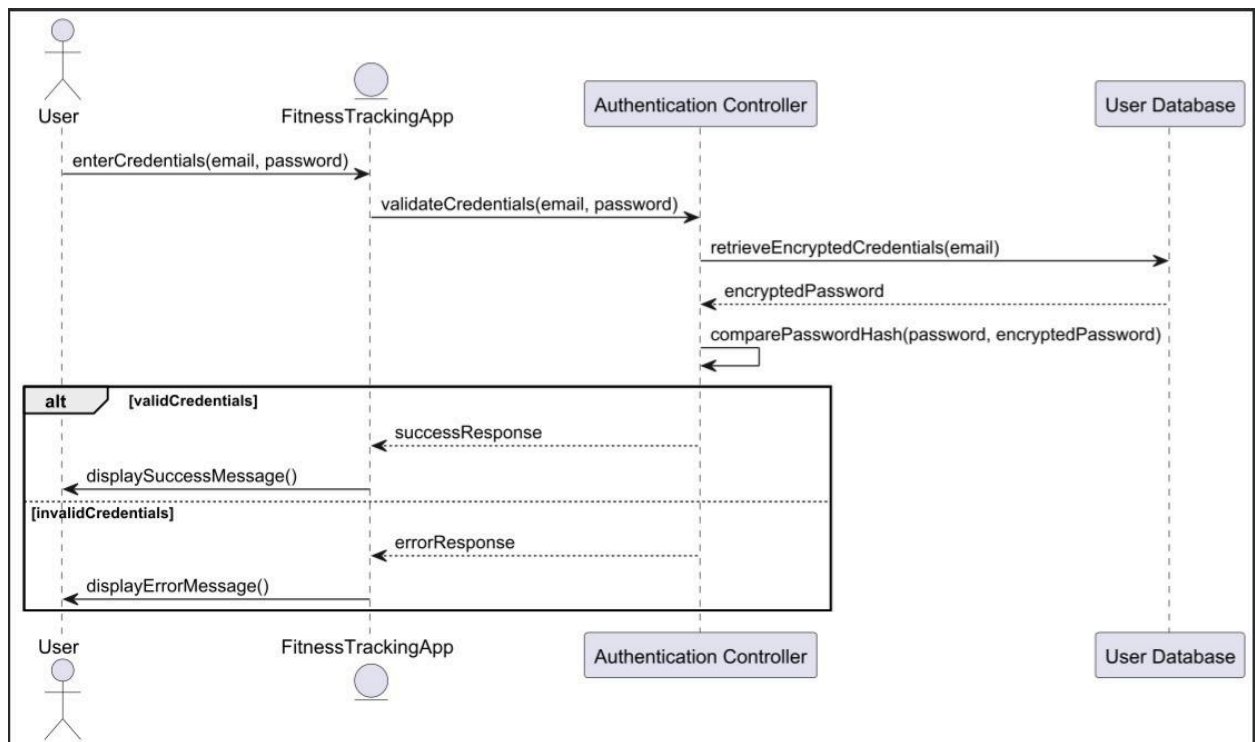 User
FitnessTrackingApp
Authentication Controller
User Database
enterCredentials(email, password)
validateCredentials(email, password)
retrieveEncryptedCredentials(email)
encryptedPassword
comparePasswordHash(password, encryptedPassword)
alt
[validCredentials]
successResponse
displaySuccessMessage()
[invalidCredentials]
errorResponse
displayErrorMessage()
User
FitnessTrackingApp
Authentication Controller
User Database